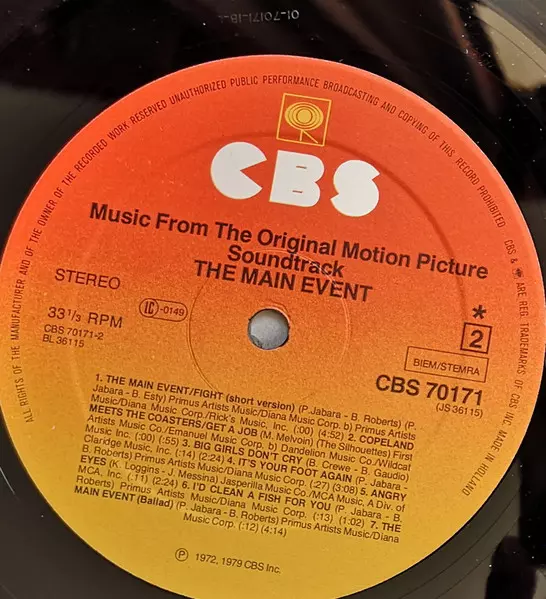 01-70171-1B-1
ALL RIGHTS OF THE MANUFACTURER AND OF THE OWNER OF THE RECORDED WORK RESERVED UNAUTHORIZED PUBLIC PERFORMANCE BROADCASTING AND COPYING OF THIS RECORD PROHIBITED
CBS & ARE REG. TRADEMARKS OF CBS INC. MADE IN HOLLAND
CBS
Music From The Original Motion Picture
Soundtrack
THE MAIN EVENT
STEREO
33 1/3 RPM
CBS 70171-2
BL 36115
LC-0149
*
2
BIEM/STEMRA
CBS 70171
(JS 36115)
1. THE MAIN EVENT/FIGHT (short version) (P. Jabara - B. Roberts) (P.
Jabara - B. Esty) Primus Artists Music/Diana Music Corp. b) Primus Artists
Music/Diana Music Corp./Rick's Music, Inc. (:00) (4:52) 2. COPELAND
MEETS THE COASTERS/GET A JOB (M. Melvoin) (The Silhouettes) First
Artists Music Co./Emanuel Music Corp. b) Dandelion Music Co./Wildcat
Music, Inc. (:00) (:55) 3. BIG GIRLS DON'T CRY (B. Crewe - B. Gaudio)
Claridge Music, Inc. (:14) (2:24) 4. IT'S YOUR FOOT AGAIN (P. Jabara -
B. Roberts) Primus Artists Music/Diana Music Corp. (:27) (3:08) 5. ANGRY
EYES (K. Loggins - J. Messina) Jasperilla Music Co./MCA Music, A Div. of
MCA, Inc. (:11) (2:24) 6. I'D CLEAN A FISH FOR YOU (P. Jabara - B.
Roberts) Primus Artists Music/Diana Music Corp. (:13) (1:02) 7. THE
MAIN EVENT (Ballad) (P. Jabara - B. Roberts) Primus Artists Music/Diana
Music Corp. (:12) (4:14)
Ⓟ 1972, 1979 CBS Inc.